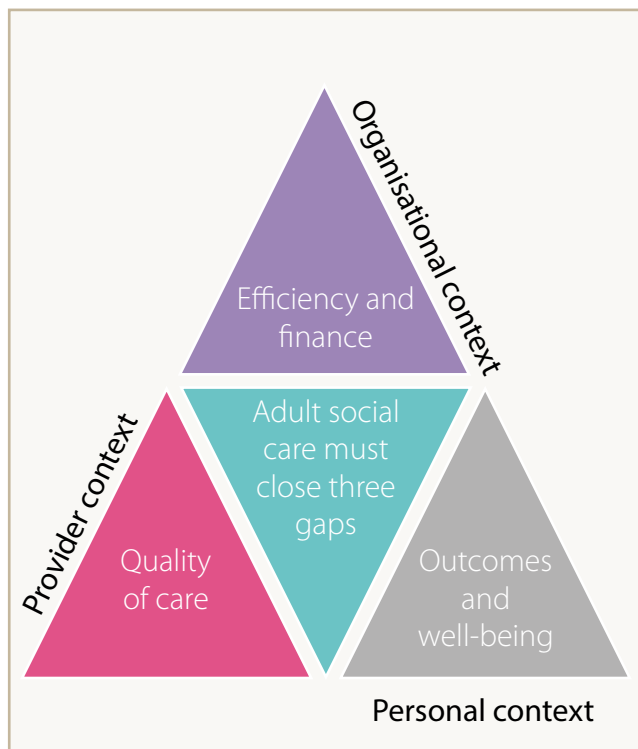 Organisational context
Efficiency and
finance
Adult social
care must
close three
gaps
Provider context
Quality
of care
Outcomes
and
well-being
Personal context